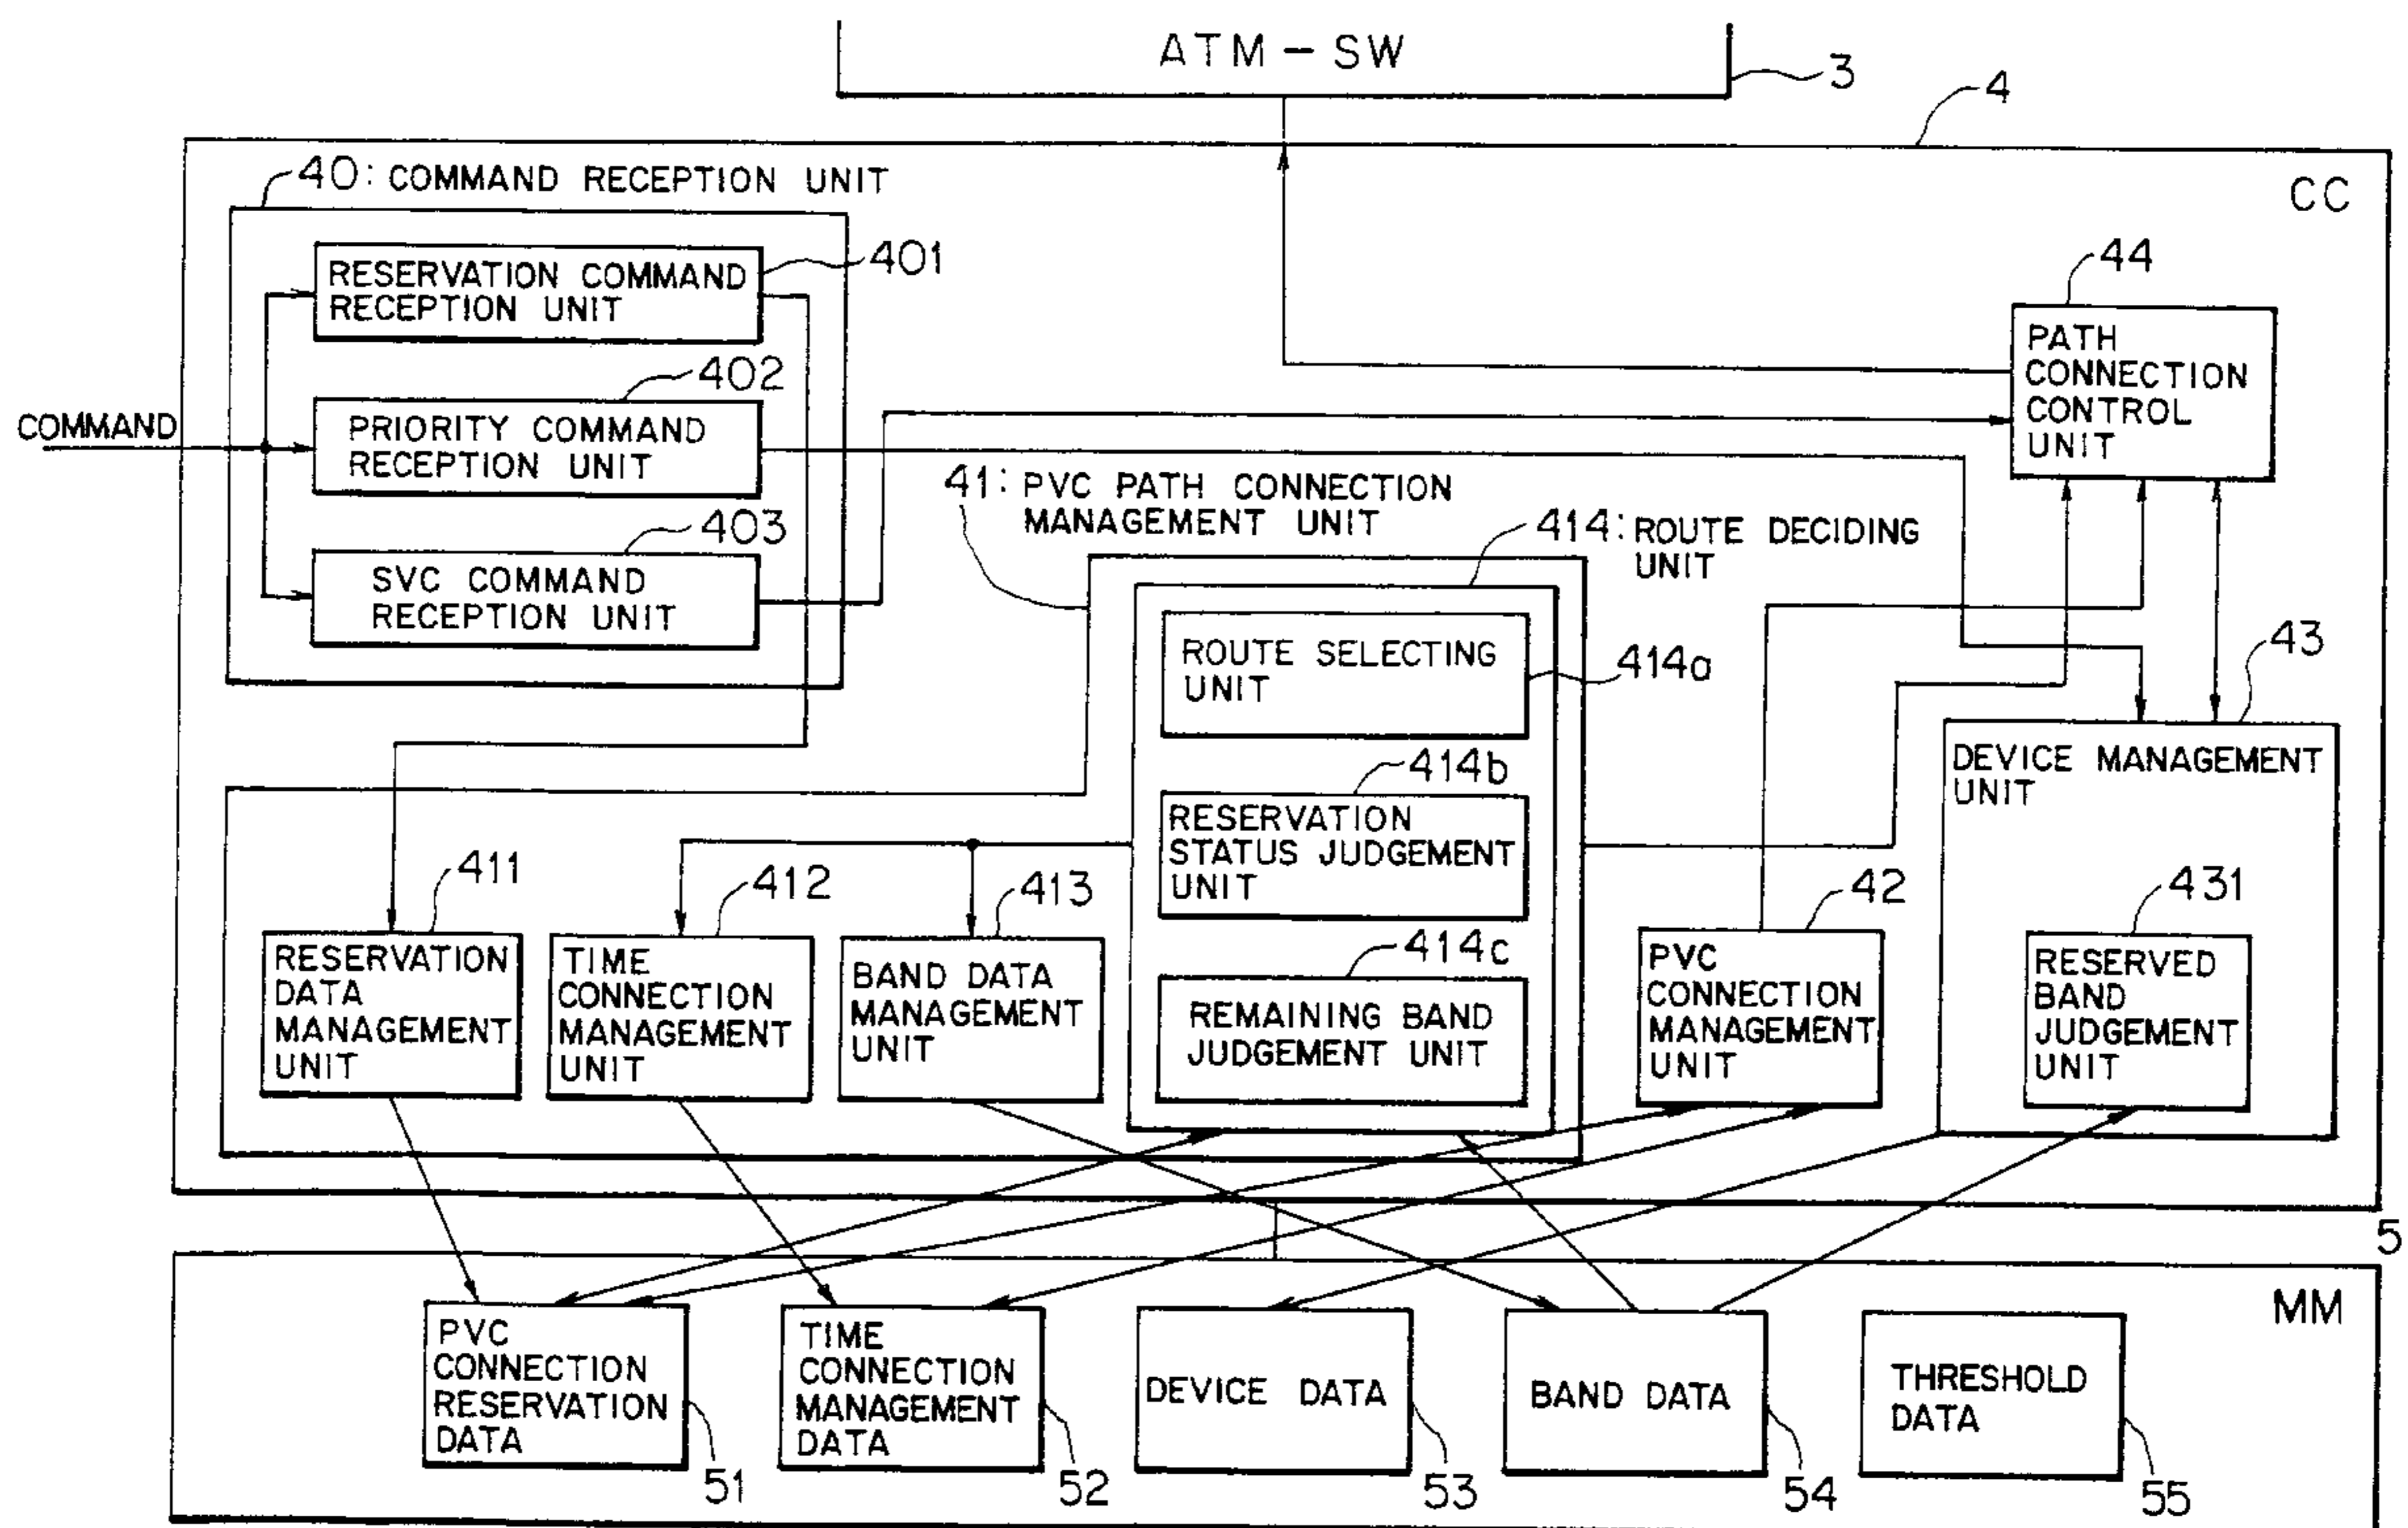 ATM-SW
3
4
CC
40: COMMAND RECEPTION UNIT
RESERVATION COMMAND
RECEPTION UNIT
401
402
COMMAND
PRIORITY COMMAND
RECEPTION UNIT
403
SVC COMMAND
RECEPTION UNIT
44
PATH
CONNECTION
CONTROL
UNIT
41: PVC PATH CONNECTION
MANAGEMENT UNIT
414: ROUTE DECIDING
UNIT
ROUTE SELECTING
UNIT
414a
414b
RESERVATION
STATUS JUDGEMENT
UNIT
414c
REMAINING BAND
JUDGEMENT UNIT
43
DEVICE MANAGEMENT
UNIT
431
RESERVED
BAND
JUDGEMENT
UNIT
411
RESERVATION
DATA
MANAGEMENT
UNIT
412
TIME
CONNECTION
MANAGEMENT
UNIT
413
BAND DATA
MANAGEMENT
UNIT
42
PVC
CONNECTION
MANAGEMENT
UNIT
5
MM
PVC
CONNECTION
RESERVATION
DATA
51
TIME
CONNECTION
MANAGEMENT
DATA
52
DEVICE DATA
53
BAND DATA
54
THRESHOLD
DATA
55